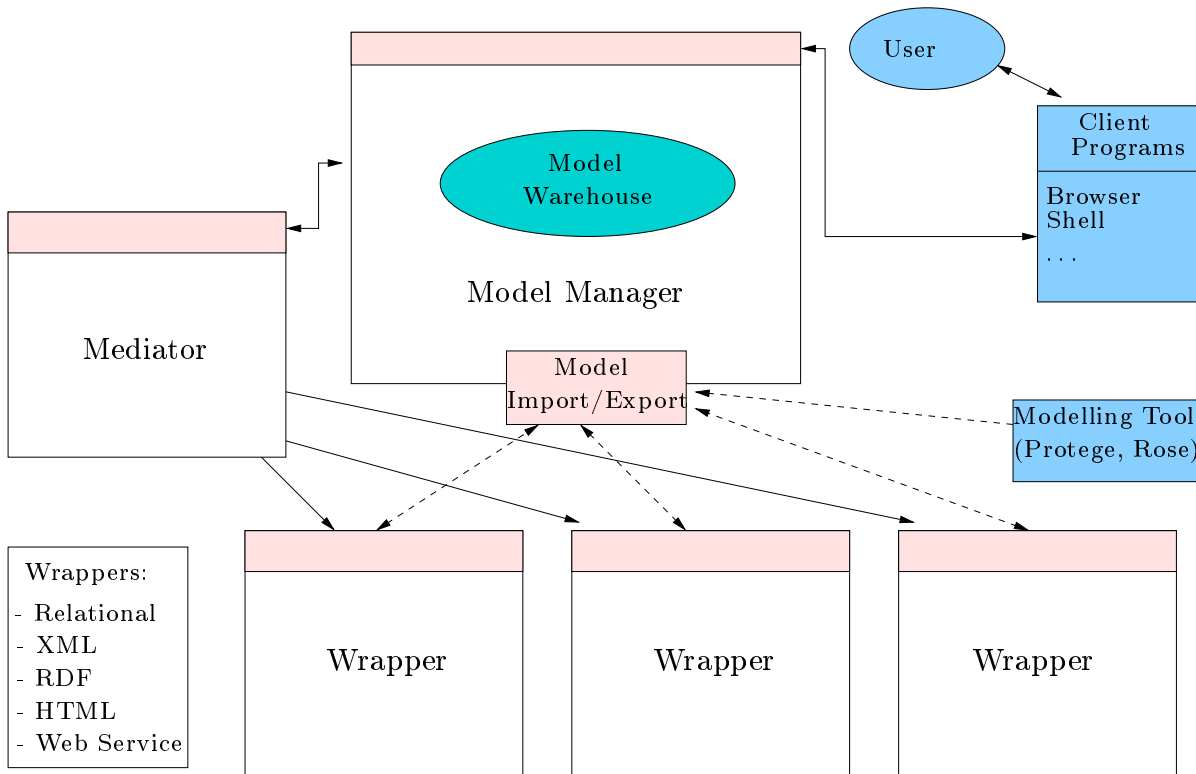 User
Client
Programs
Browser
Shell
. . .
Model
Warehouse
Model Manager
Mediator
Model
Import/Export
Modelling Tool
(Protege, Rose)
Wrappers:
- Relational
- XML
- RDF
- HTML
- Web Service
Wrapper
Wrapper
Wrapper